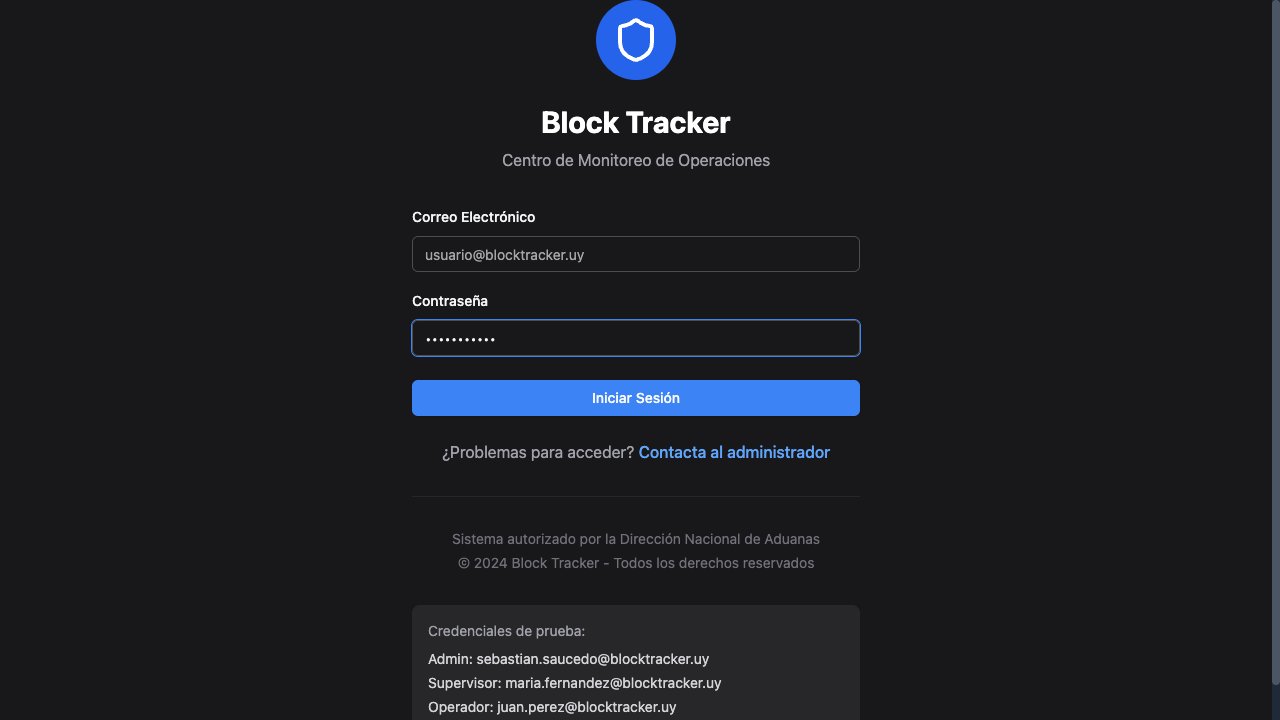 Block Tracker
Centro de Monitoreo de Operaciones
Correo Electrónico
usuario@blocktracker.uy
Contraseña
•••••••••••
Iniciar Sesión
¿Problemas para acceder? Contacta al administrador
Sistema autorizado por la Dirección Nacional de Aduanas
© 2024 Block Tracker - Todos los derechos reservados
Credenciales de prueba:
Admin: sebastian.saucedo@blocktracker.uy
Supervisor: maria.fernandez@blocktracker.uy
Operador: juan.perez@blocktracker.uy